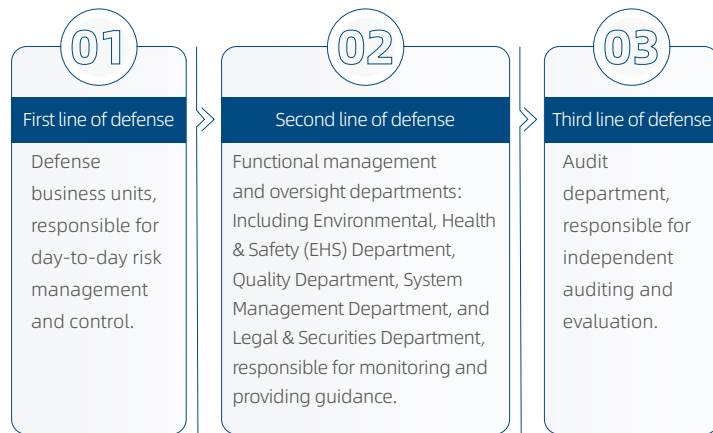 01
First line of defense
Defense
business units,
responsible for
day-to-day risk
management
and control.
02
Second line of defense
Functional management
and oversight departments:
Including Environmental, Health
& Safety (EHS) Department,
Quality Department, System
Management Department, and
Legal & Securities Department,
responsible for monitoring and
providing guidance.
03
Third line of defense
Audit
department,
responsible for
independent
auditing and
evaluation.